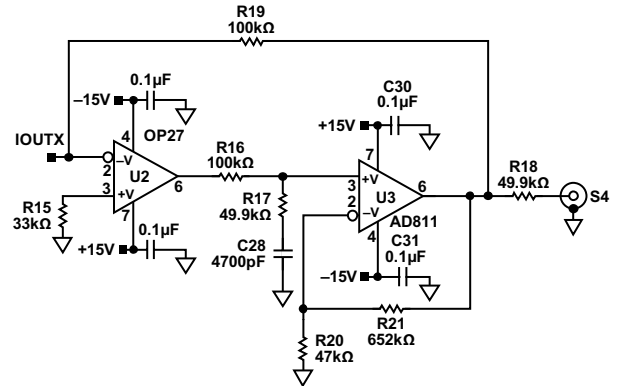 R19
100kΩ
0.1µF
–15V
OP27
IOUTX
4
2
–V
U2
6
3
+V
7
R15
33kΩ
+15V
0.1µF
R16
100kΩ
R17
49.9kΩ
C28
4700pF
C30
0.1µF
+15V
7
3
+V
U3
6
2
–V
AD811
4
C31
0.1µF
–15V
R18
49.9kΩ
S4
R21
652kΩ
R20
47kΩ